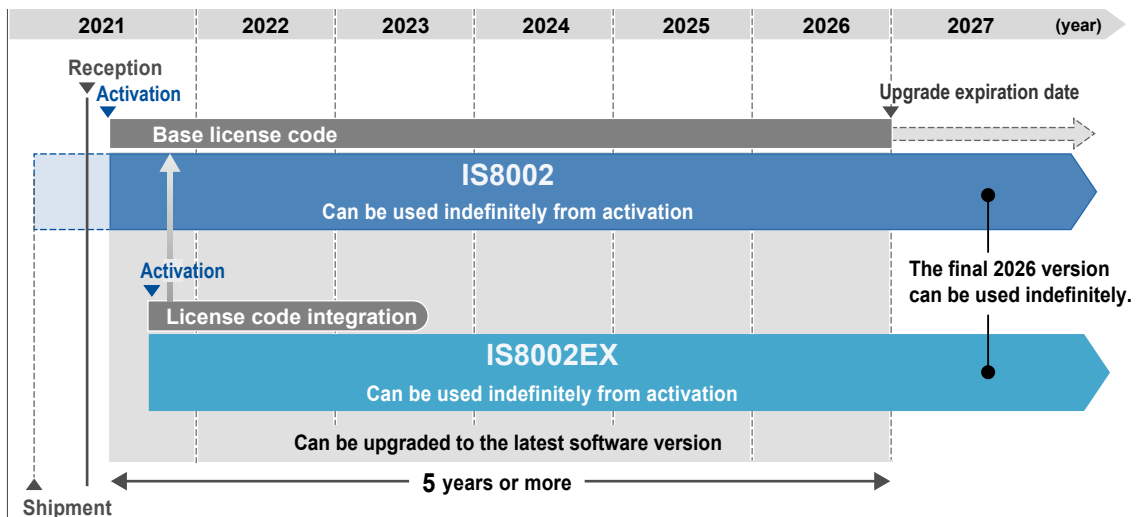 2021 2022 2023 2024 2025 2026 2027 (year)
Reception
Activation
Upgrade expiration date
Base license code
IS8002
Can be used indefinitely from activation
Activation
The final 2026 version
can be used indefinitely.
License code integration
IS8002EX
Can be used indefinitely from activation
Can be upgraded to the latest software version
5 years or more
Shipment